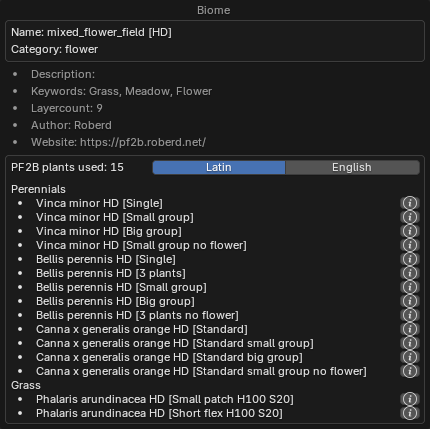 Biome
Name: mixed_flower_field [HD]
Category: flower
• Description:
• Keywords: Grass, Meadow, Flower
• Layercount: 9
• Author: Roberd
• Website: https://pf2b.roberd.net/
PF2B plants used: 15 Latin English
Perennials
• Vinca minor HD [Single]
• Vinca minor HD [Small group]
• Vinca minor HD [Big group]
• Vinca minor HD [Small group no flower]
• Bellis perennis HD [Single]
• Bellis perennis HD [3 plants]
• Bellis perennis HD [Small group]
• Bellis perennis HD [Big group]
• Bellis perennis HD [3 plants no flower]
• Canna x generalis orange HD [Standard]
• Canna x generalis orange HD [Standard small group]
• Canna x generalis orange HD [Standard big group]
• Canna x generalis orange HD [Standard small group no flower]
Grass
• Phalaris arundinacea HD [Small patch H100 S20]
• Phalaris arundinacea HD [Short flex H100 S20]